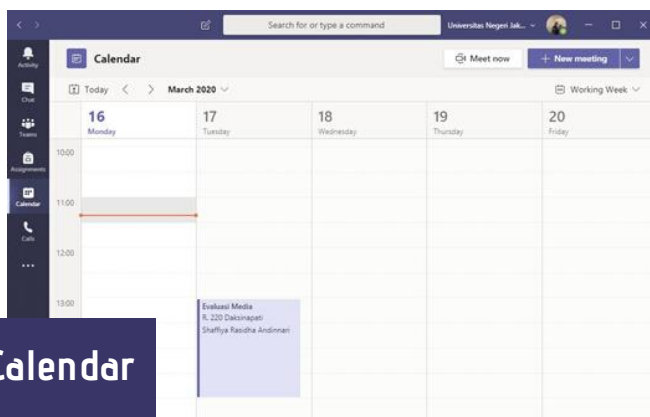 Search for or type a command
Universitas Negeri Jak...
Activity
Chat
Teams
Assignments
Calendar
Calls
Calendar
Meet now
+ New meeting
Today
March 2020
Working Week
16
Monday
17
Tuesday
18
Wednesday
19
Thursday
20
Friday
10:00
11:00
12:00
13:00
Evaluasi Media
R. 220 Daksinapati
Shaffiya Rasidha Andinnari
Calendar